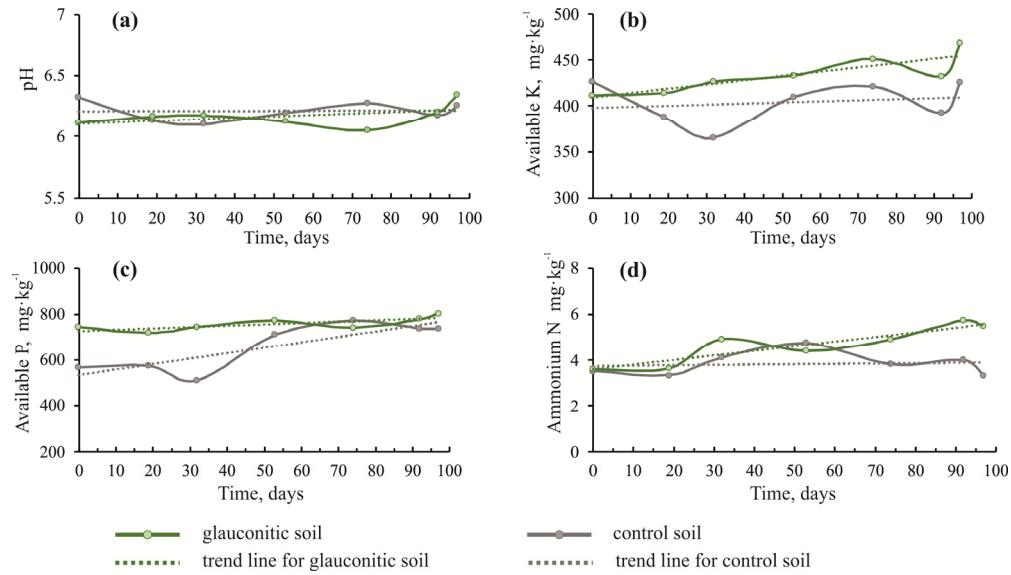 (a)
pH
7
6.5
6
5.5
0 10 20 30 40 50 60 70 80 90 100
Time, days
(b)
Available K, mg·kg⁻¹
500
450
400
350
300
0 10 20 30 40 50 60 70 80 90 100
Time, days
(c)
Available P, mg·kg⁻¹
1000
800
600
400
200
0 10 20 30 40 50 60 70 80 90 100
Time, days
(d)
Ammonium N mg·kg⁻¹
8
6
4
2
0
0 10 20 30 40 50 60 70 80 90 100
Time, days
glauconitic soil
control soil
trend line for glauconitic soil
trend line for control soil